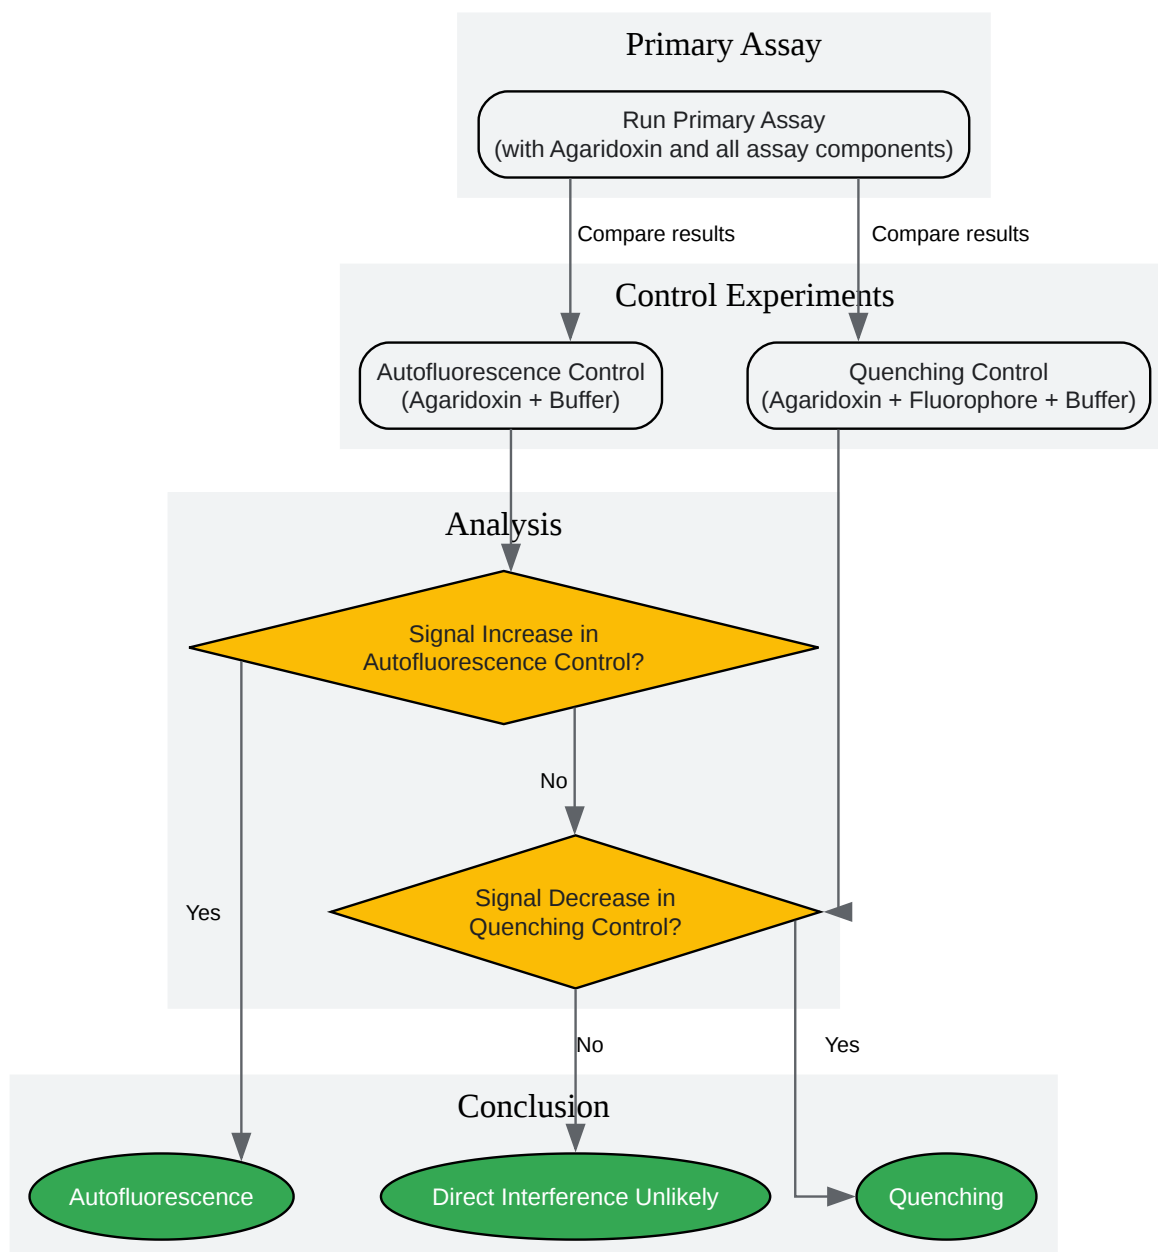 Primary Assay
Run Primary Assay
(with Agaridoxin and all assay components)
Compare results
Compare results
Control Experiments
Autofluorescence Control
(Agaridoxin + Buffer)
Quenching Control
(Agaridoxin + Fluorophore + Buffer)
Analysis
Signal Increase in
Autofluorescence Control?
No
Signal Decrease in
Quenching Control?
Yes
No
Yes
Conclusion
Autofluorescence
Direct Interference Unlikely
Quenching